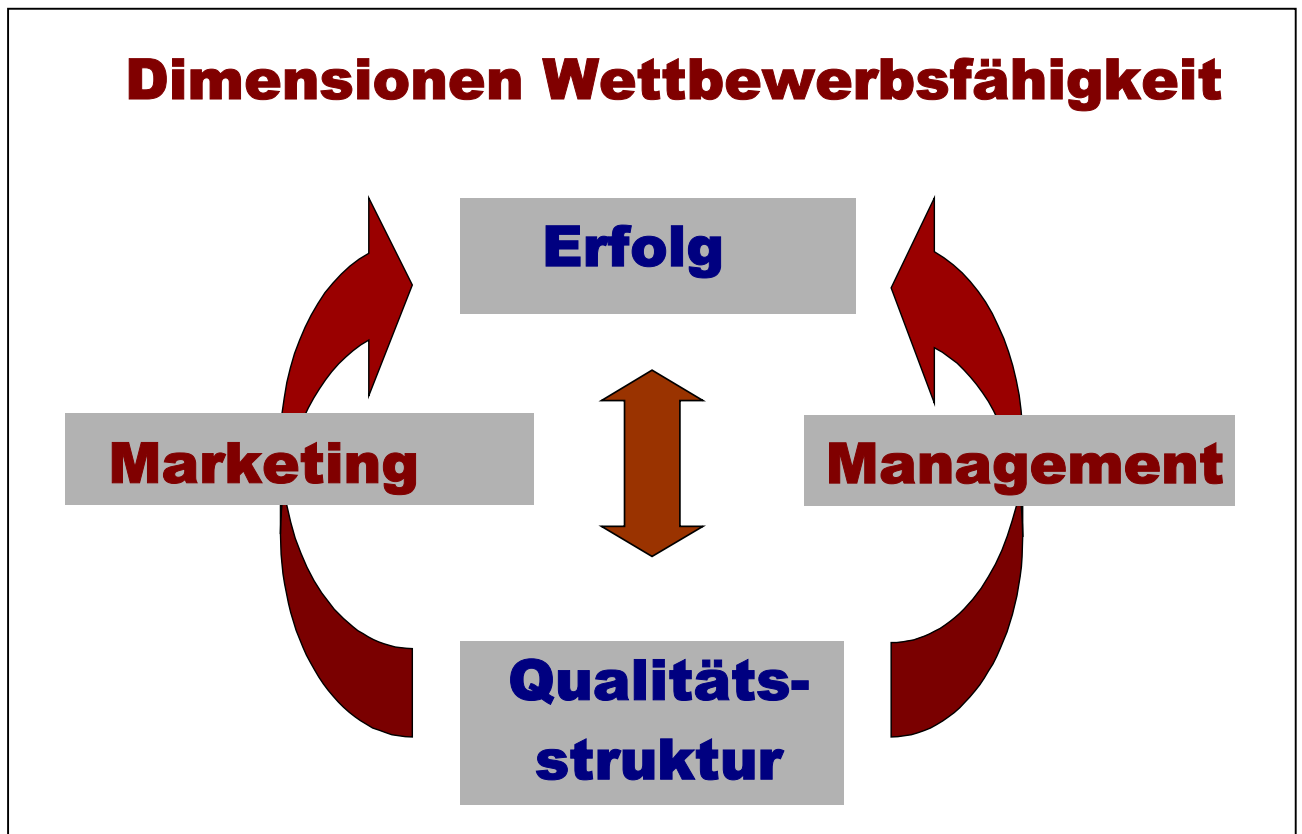 Dimensionen Wettbewerbsfähigkeit
Erfolg
Marketing
Management
Qualitäts-
struktur